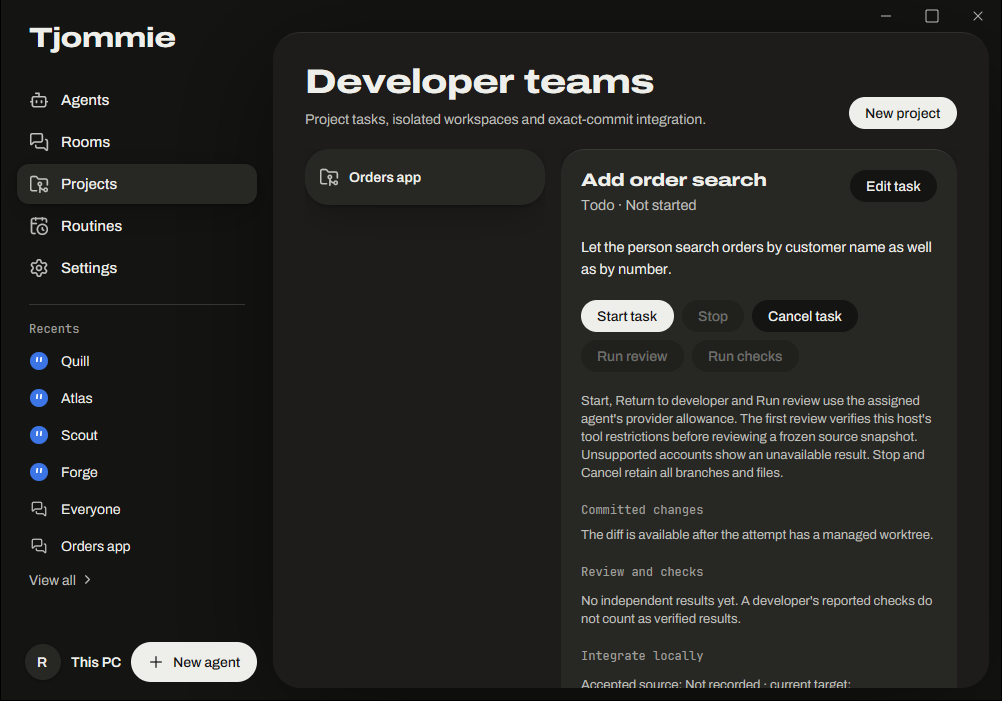 Tjommie
Agents
Rooms
Projects
Routines
Settings
Recents
Quill
Atlas
Scout
Forge
Everyone
Orders app
View all
R
This PC
New agent
Developer teams
Project tasks, isolated workspaces and exact-commit integration.
New project
Orders app
Add order search
Edit task
Todo · Not started
Let the person search orders by customer name as well
as by number.
Start task
Stop
Cancel task
Run review
Run checks
Start, Return to developer and Run review use the assigned
agent's provider allowance. The first review verifies this host's
tool restrictions before reviewing a frozen source snapshot.
Unsupported accounts show an unavailable result. Stop and
Cancel retain all branches and files.
Committed changes
The diff is available after the attempt has a managed worktree.
Review and checks
No independent results yet. A developer's reported checks do
not count as verified results.
Integrate locally
Accepted source: Not recorded · current target: